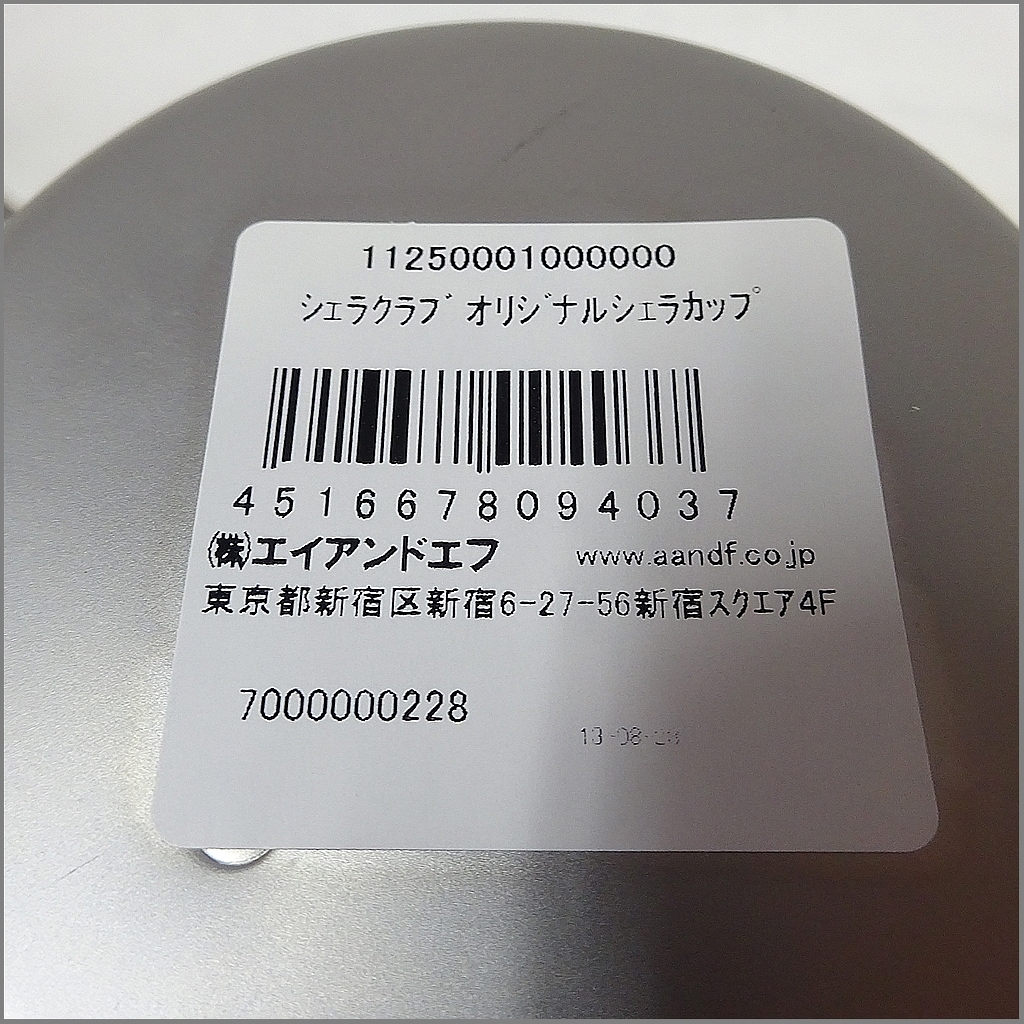 11250001000000
シェラクラブ オリジナルシェラカップ
4516678094037
㈱エイアンドエフ www.aandf.co.jp
東京都新宿区新宿6-27-56新宿スクエア4F
7000000228